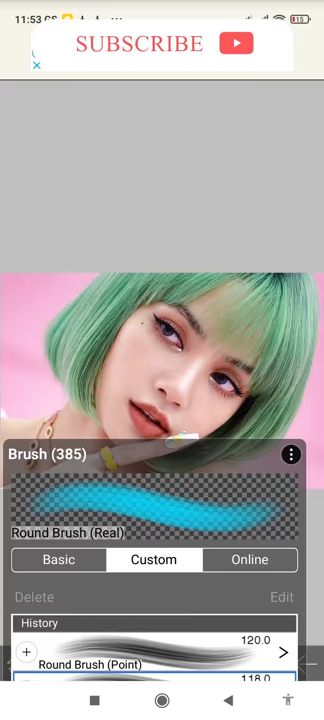 11:53
SUBSCRIBE
15
Brush (385)
Round Brush (Real)
Basic Custom Online
Delete Edit
History
120.0
Round Brush (Point)
118.0